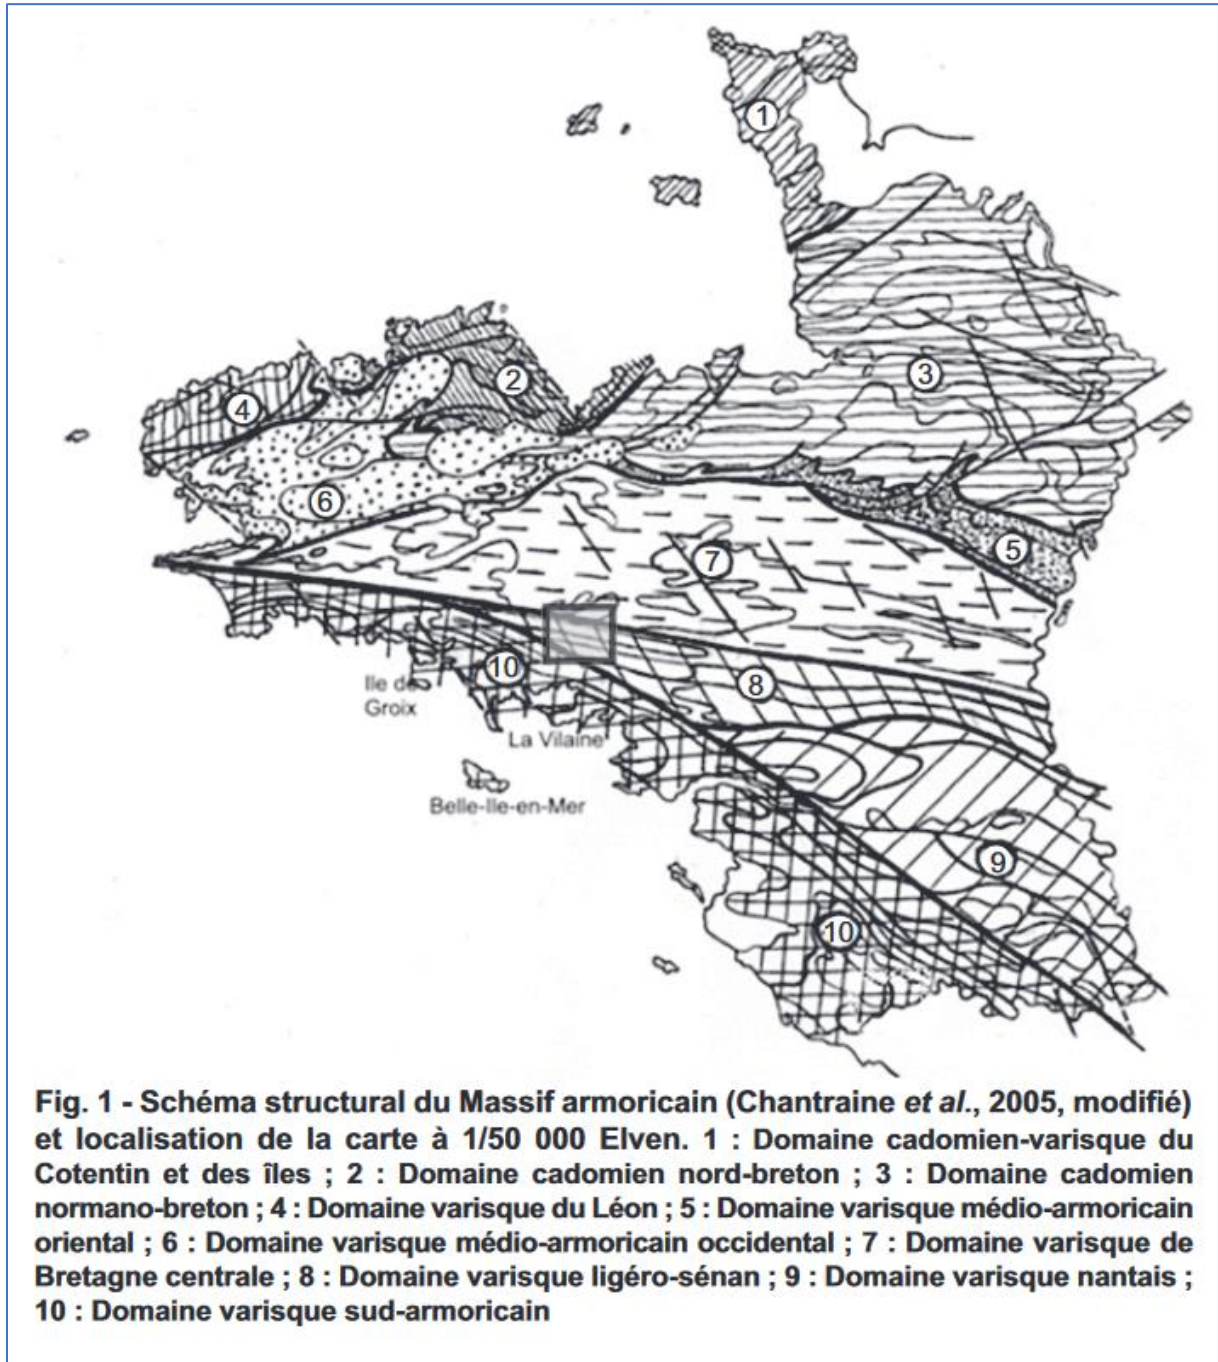 1
2
3
4
5
6
7
8
10
Ile de
Groix
La Vilaine
Belle-Ile-en-Mer
9
10
Fig. 1 - Schéma structural du Massif armoricain (Chantraine et al., 2005, modifié)
et localisation de la carte à 1/50 000 Elven. 1 : Domaine cadomien-varisque du
Cotentin et des îles ; 2 : Domaine cadomien nord-breton ; 3 : Domaine cadomien
normano-breton ; 4 : Domaine varisque du Léon ; 5 : Domaine varisque médio-armoricain
oriental ; 6 : Domaine varisque médio-armoricain occidental ; 7 : Domaine varisque de
Bretagne centrale ; 8 : Domaine varisque ligéro-sénan ; 9 : Domaine varisque nantais ;
10 : Domaine varisque sud-armoricain